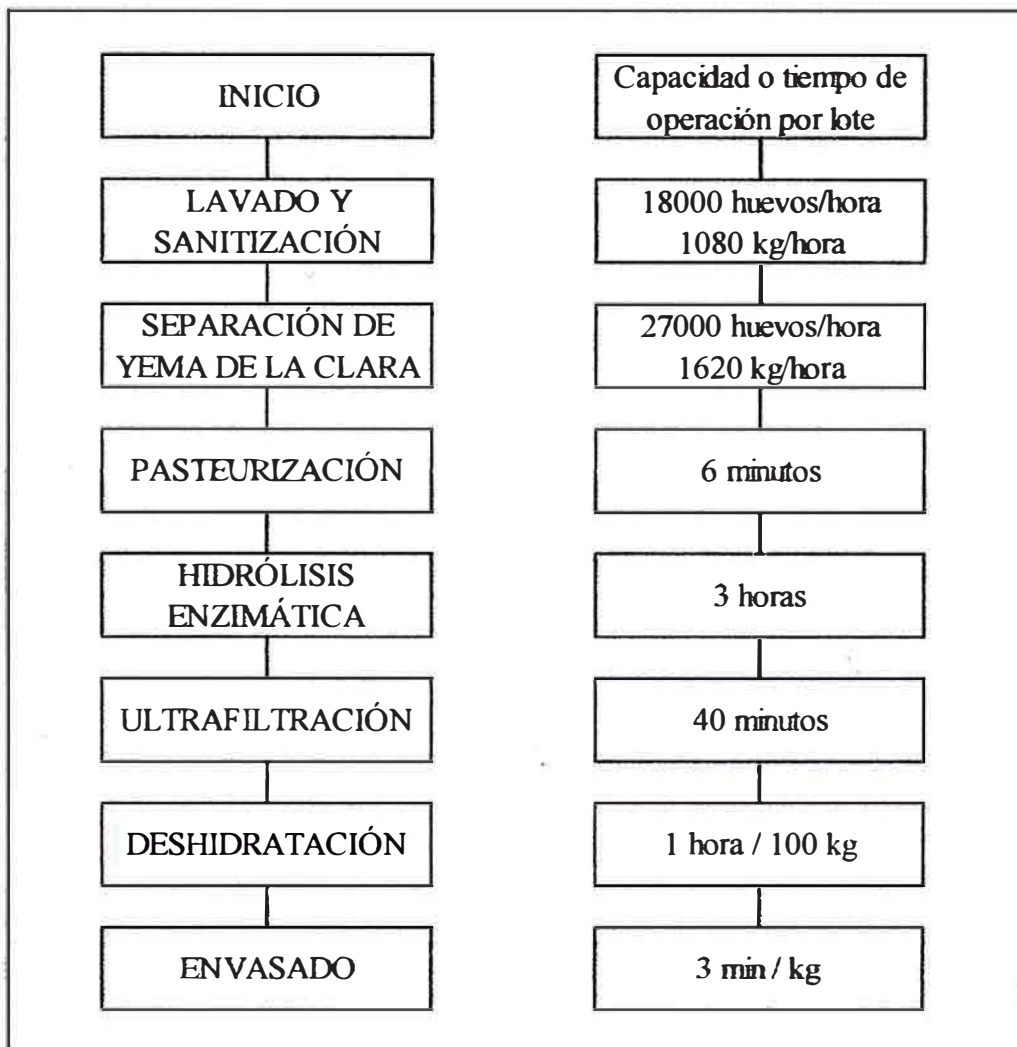 INICIO
Capacidad o tiempo de
operación por lote
LAVADO Y
SANITIZACIÓN
18000 huevos/hora
1080 kg/hora
SEPARACIÓN DE
YEMA DE LA CLARA
27000 huevos/hora
1620 kg/hora
PASTEURIZACIÓN
6 minutos
HIDRÓLISIS
ENZIMÁTICA
3 horas
ULTRAFILTRACIÓN
40 minutos
DESHIDRATACIÓN
1 hora / 100 kg
ENVASADO
3 min / kg